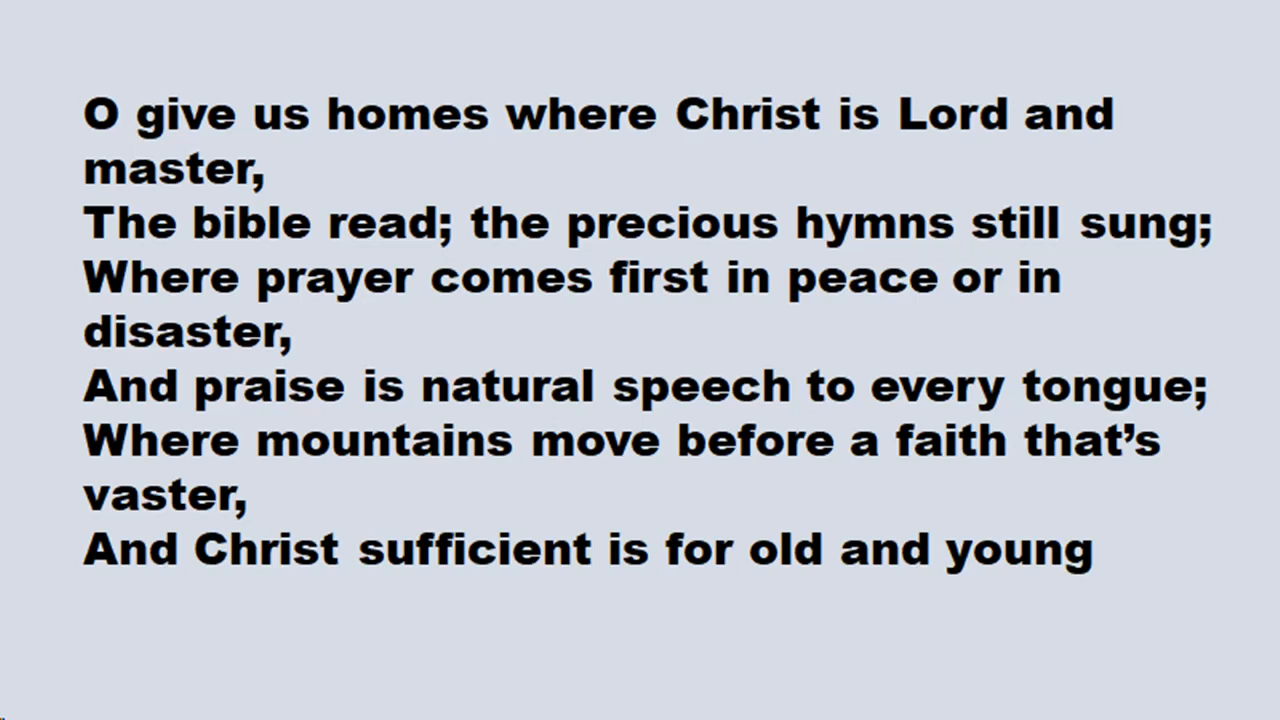 O give us homes where Christ is Lord and
master,
The bible read; the precious hymns still sung;
Where prayer comes first in peace or in
disaster,
And praise is natural speech to every tongue;
Where mountains move before a faith that’s
vaster,
And Christ sufficient is for old and young